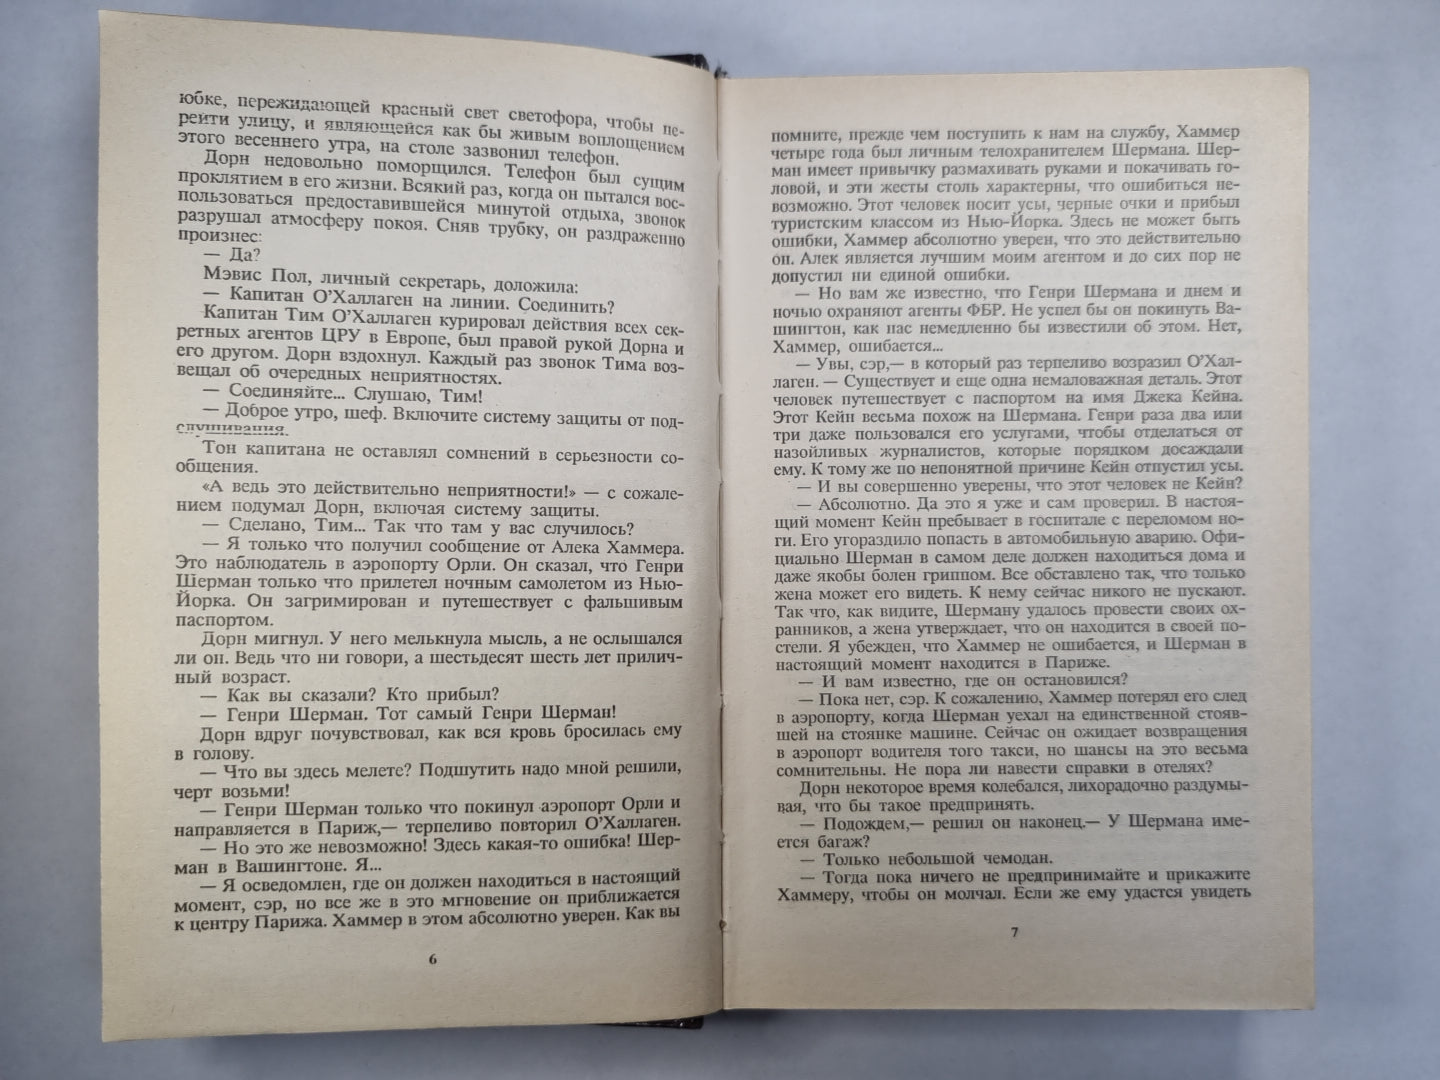 юбке, пережидающей красный свет светофора, чтобы пе-
рейти улицу, и являющейся как бы живым воплощением
этого весеннего утра, на столе зазвонил телефон.
Дорн недовольно поморщился. Телефон был сущим
проклятием в его жизни. Всякий раз, когда он пытался вос-
пользоваться предоставившейся минутой отдыха, звонок
разрушал атмосферу покоя. Сняв трубку, он раздраженно
произнес:
— Да?
Мэвис Пол, личный секретарь, доложила:
— Капитан О’Халлаген на линии. Соединить?
Капитан Тим О’Халлаген курировал действия всех сек-
ретных агентов ЦРУ в Европе, был правой рукой Дорна и
его другом. Дорн вздохнул. Каждый раз звонок Тима воз-
вещал об очередных неприятностях.
— Соединяйте... Слушаю, Тим!
— Доброе утро, шеф. Включите систему защиты от под-
слушивания.
Тон капитана не оставлял сомнений в серьезности со-
общения.
«А ведь это действительно неприятности!» — с сожале-
нием подумал Дорн, включая систему защиты.
— Сделано, Тим... Так что там у вас случилось?
— Я только что получил сообщение от Алека Хаммера.
Это наблюдатель в аэропорту Орли. Он сказал, что Генри
Шерман только что прилетел ночным самолетом из Нью-
Йорка. Он загримирован и путешествует с фальшивым
паспортом.
Дорн мигнул. У него мелькнула мысль, а не ослышался
ли он. Ведь что ни говори, а шестьдесят шесть лет прилич-
ный возраст.
— Как вы сказали? Кто прибыл?
— Генри Шерман. Тот самый Генри Шерман!
Дорн вдруг почувствовал, как вся кровь бросилась ему
в голову.
— Что вы здесь мелете? Подшутить надо мной решили,
черт возьми!
— Генри Шерман только что покинул аэропорт Орли и
направляется в Париж,— терпеливо повторил О’Халлаген.
— Но это же невозможно! Здесь какая-то ошибка! Шер-
ман в Вашингтоне. Я...
— Я осведомлен, где он должен находиться в настоящий
момент, сэр, но все же в это мгновение он приближается
к центру Парижа. Хаммер в этом абсолютно уверен. Как вы
6
помните, прежде чем поступить к нам на службу, Хаммер
четыре года был личным телохранителем Шермана. Шер-
ман имеет привычку размахивать руками и покачивать го-
ловой, и эти жесты столь характерны, что ошибиться не-
возможно. Этот человек носит усы, черные очки и прибыл
туристским классом из Нью-Йорка. Здесь не может быть
ошибки, Хаммер абсолютно уверен, что это действительно
он. Алек является лучшим моим агентом и до сих пор не
допустил ни единой ошибки.
— Но вам же известно, что Генри Шермана и днем и
ночью охраняют агенты ФБР. Не успел бы он покинуть Ва-
шингтон, как нас немедленно бы известили об этом. Нет,
Хаммер, ошибается...
— Увы, сэр,— в который раз терпеливо возразил О’Хал-
лаген. — Существует и еще одна немаловажная деталь. Этот
человек путешествует с паспортом на имя Джека Кейна.
Этот Кейн весьма похож на Шермана. Генри раза два или
три даже пользовался его услугами, чтобы отделаться от
назойливых журналистов, которые порядком досаждали
ему. К тому же по непонятной причине Кейн отпустил усы.
— И вы совершенно уверены, что этот человек не Кейн?
— Абсолютно. Да это я уже и сам проверил. В настоя-
щий момент Кейн пребывает в госпитале с переломом но-
ги. Его угораздило попасть в автомобильную аварию. Офи-
циально Шерман в самом деле должен находиться дома и
даже якобы болен гриппом. Все обставлено так, что только
жена может его видеть. К нему сейчас никого не пускают.
Так что, как видите, Шерману удалось провести своих ох-
ранников, а жена утверждает, что он находится в своей по-
стели. Я убежден, что Хаммер не ошибается, и Шерман в
настоящий момент находится в Париже.
— И вам известно, где он остановился?
— Пока нет, сэр. К сожалению, Хаммер потерял его след
в аэропорту, когда Шерман уехал на единственной стояв-
шей на стоянке машине. Сейчас он ожидает возвращения
в аэропорт водителя того такси, но шансы на это весьма
сомнительны. Не пора ли навести справки в отелях?
Дорн некоторое время колебался, лихорадочно раздумы-
вая, что бы такое предпринять.
— Подождем,— решил он наконец.— У Шермана име-
ется багаж?
— Только небольшой чемодан.
— Тогда пока ничего не предпринимайте и прикажите
Хаммеру, чтобы он молчал. Если же ему удастся увидеть
7